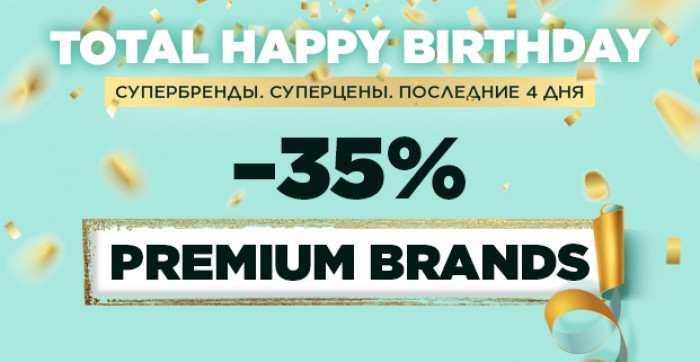 TOTAL HAPPY BIRTHDAY
СУПЕРБРЕНДЫ. СУПЕРЦЕНЫ. ПОСЛЕДНИЕ 4 ДНЯ
-35%
PREMIUM BRANDS